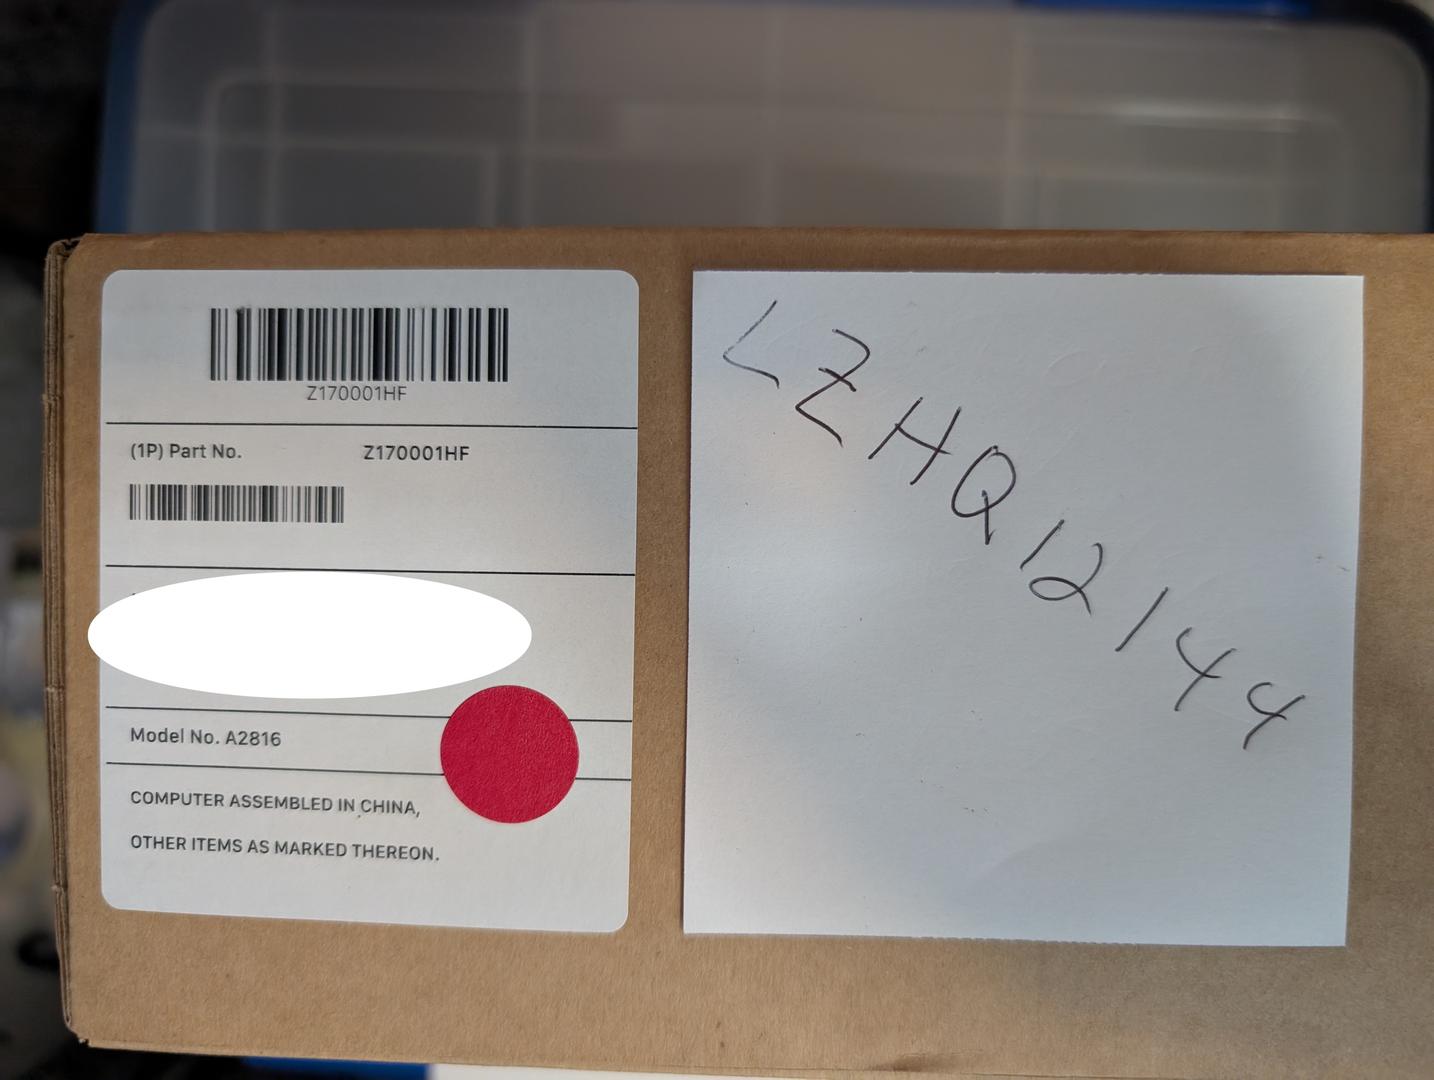 Z170001HF
(1P) Part No. Z170001HF
Model No. A2816
COMPUTER ASSEMBLED IN CHINA,
OTHER ITEMS AS MARKED THEREON.
LZHQ12144